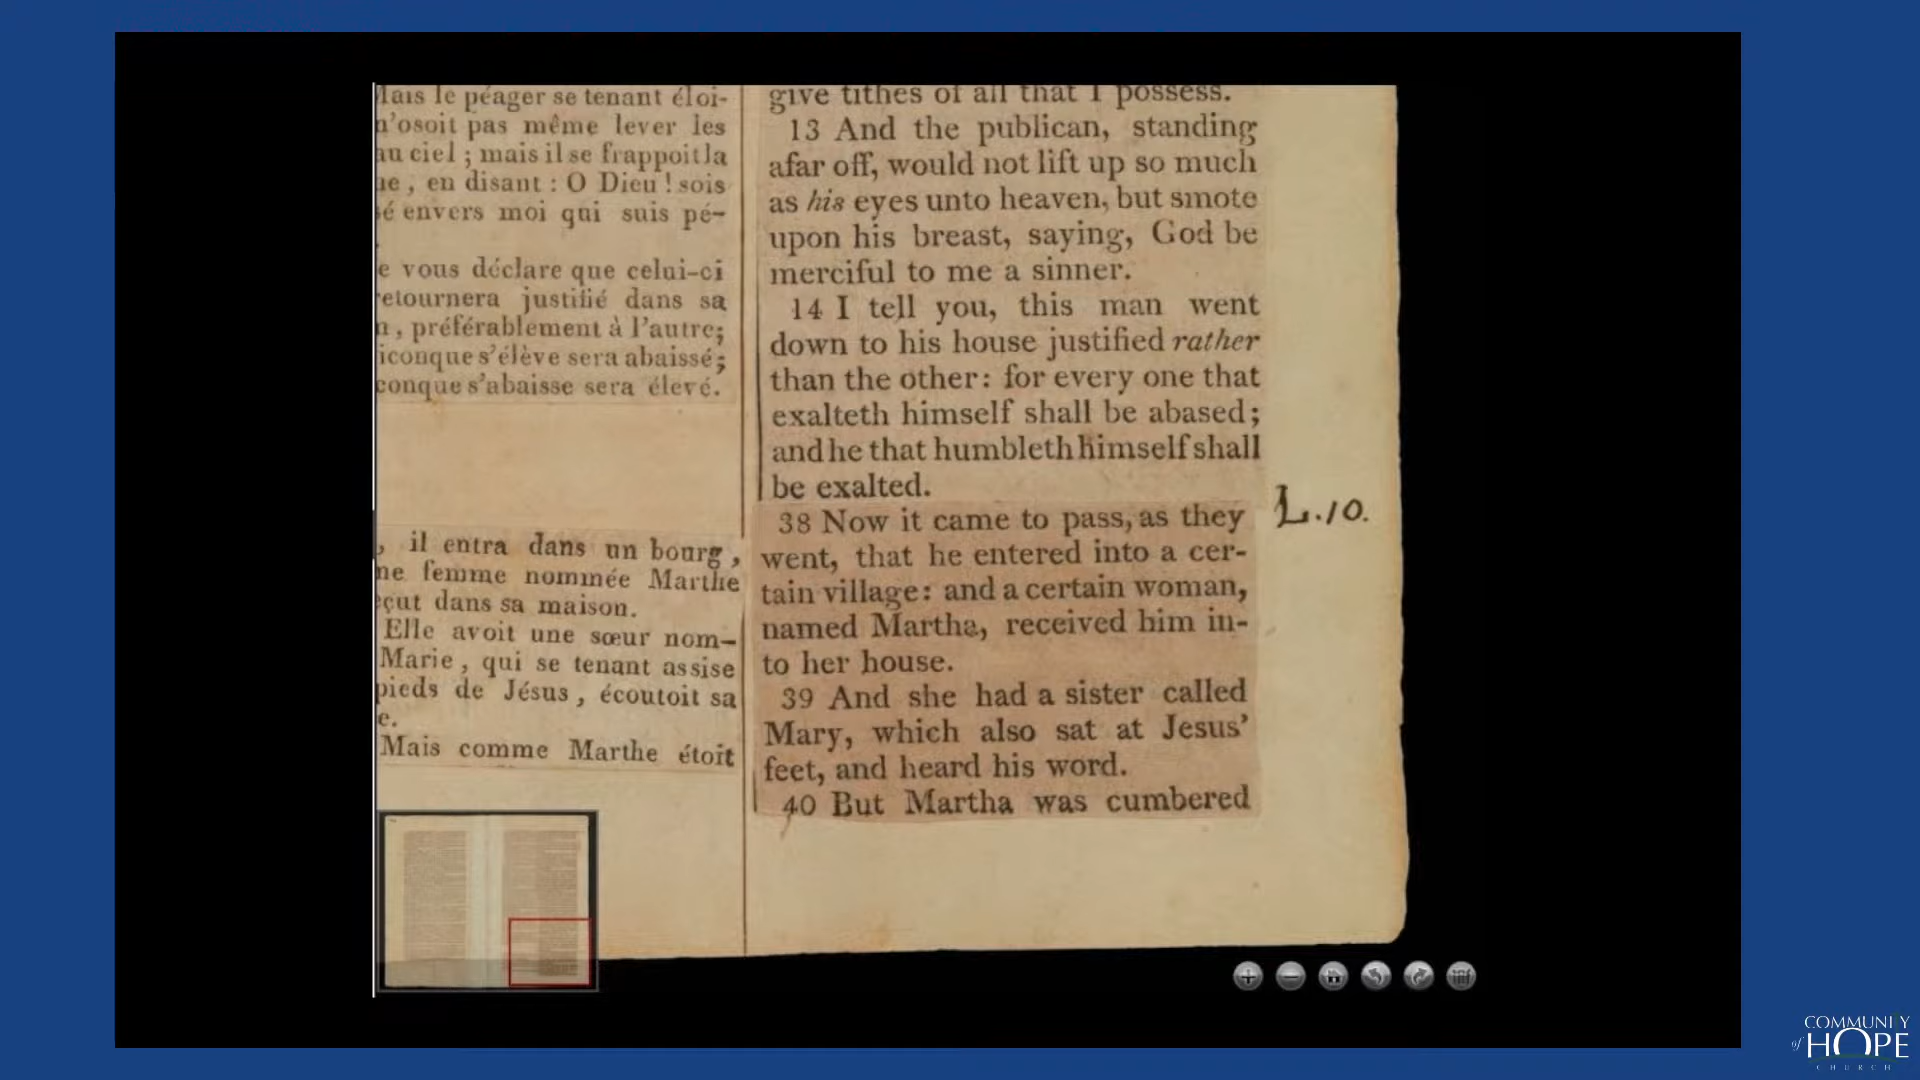 Mais le péager se tenant éloi-
n'osoit pas même lever les
au ciel ; mais il se frappoit la
ne, en disant : O Dieu ! sois
sé envers moi qui suis pé-
e vous déclare que celui-ci
retournera justifié dans sa
n, préférablement à l'autre;
iconque s'élève sera abaissé;
conque s'abaisse sera élevé.
, il entra dans un bourg,
ne femme nommée Marthe
eçut dans sa maison.
Elle avoit une sœur nom-
Marie, qui se tenant assise
pieds de Jésus, écoutoit sa
e.
Mais comme Marthe étoit
give tithes of all that I possess.
13 And the publican, standing
afar off, would not lift up so much
as his eyes unto heaven, but smote
upon his breast, saying, God be
merciful to me a sinner.
14 I tell you, this man went
down to his house justified rather
than the other: for every one that
exalteth himself shall be abased;
and he that humbleth himself shall
be exalted.
38 Now it came to pass, as they
went, that he entered into a cer-
tain village: and a certain woman,
named Martha, received him in-
to her house.
39 And she had a sister called
Mary, which also sat at Jesus'
feet, and heard his word.
40 But Martha was cumbered
L.10.
iiif
COMMUNITY
of HOPE
CHURCH